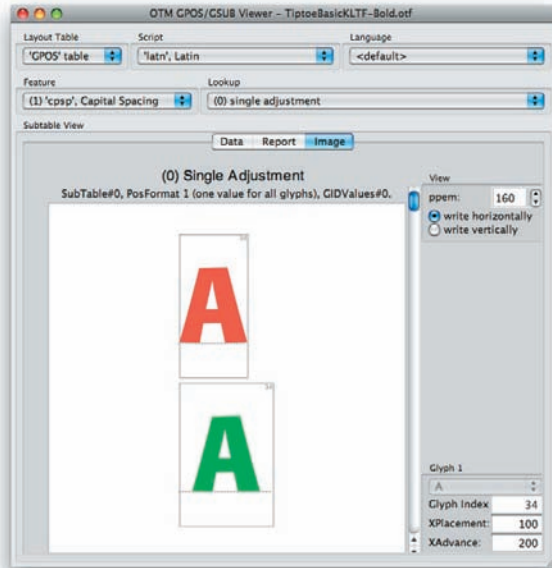 OTM GPOS/GSUB Viewer – TiptoeBasicKLTF-Bold.otf
Layout Table Script Language
'GPOS' table 'latn', Latin <default>
Feature Lookup
(1) 'cpsp', Capital Spacing (0) single adjustment
Subtable View
Data Report Image
(0) Single Adjustment
SubTable#0, PosFormat 1 (one value for all glyphs), GIDValues#0.
View
ppem: 160
write horizontally
write vertically
34
A
34
A
Glyph 1
A
Glyph Index 34
XPlacement: 100
XAdvance: 200